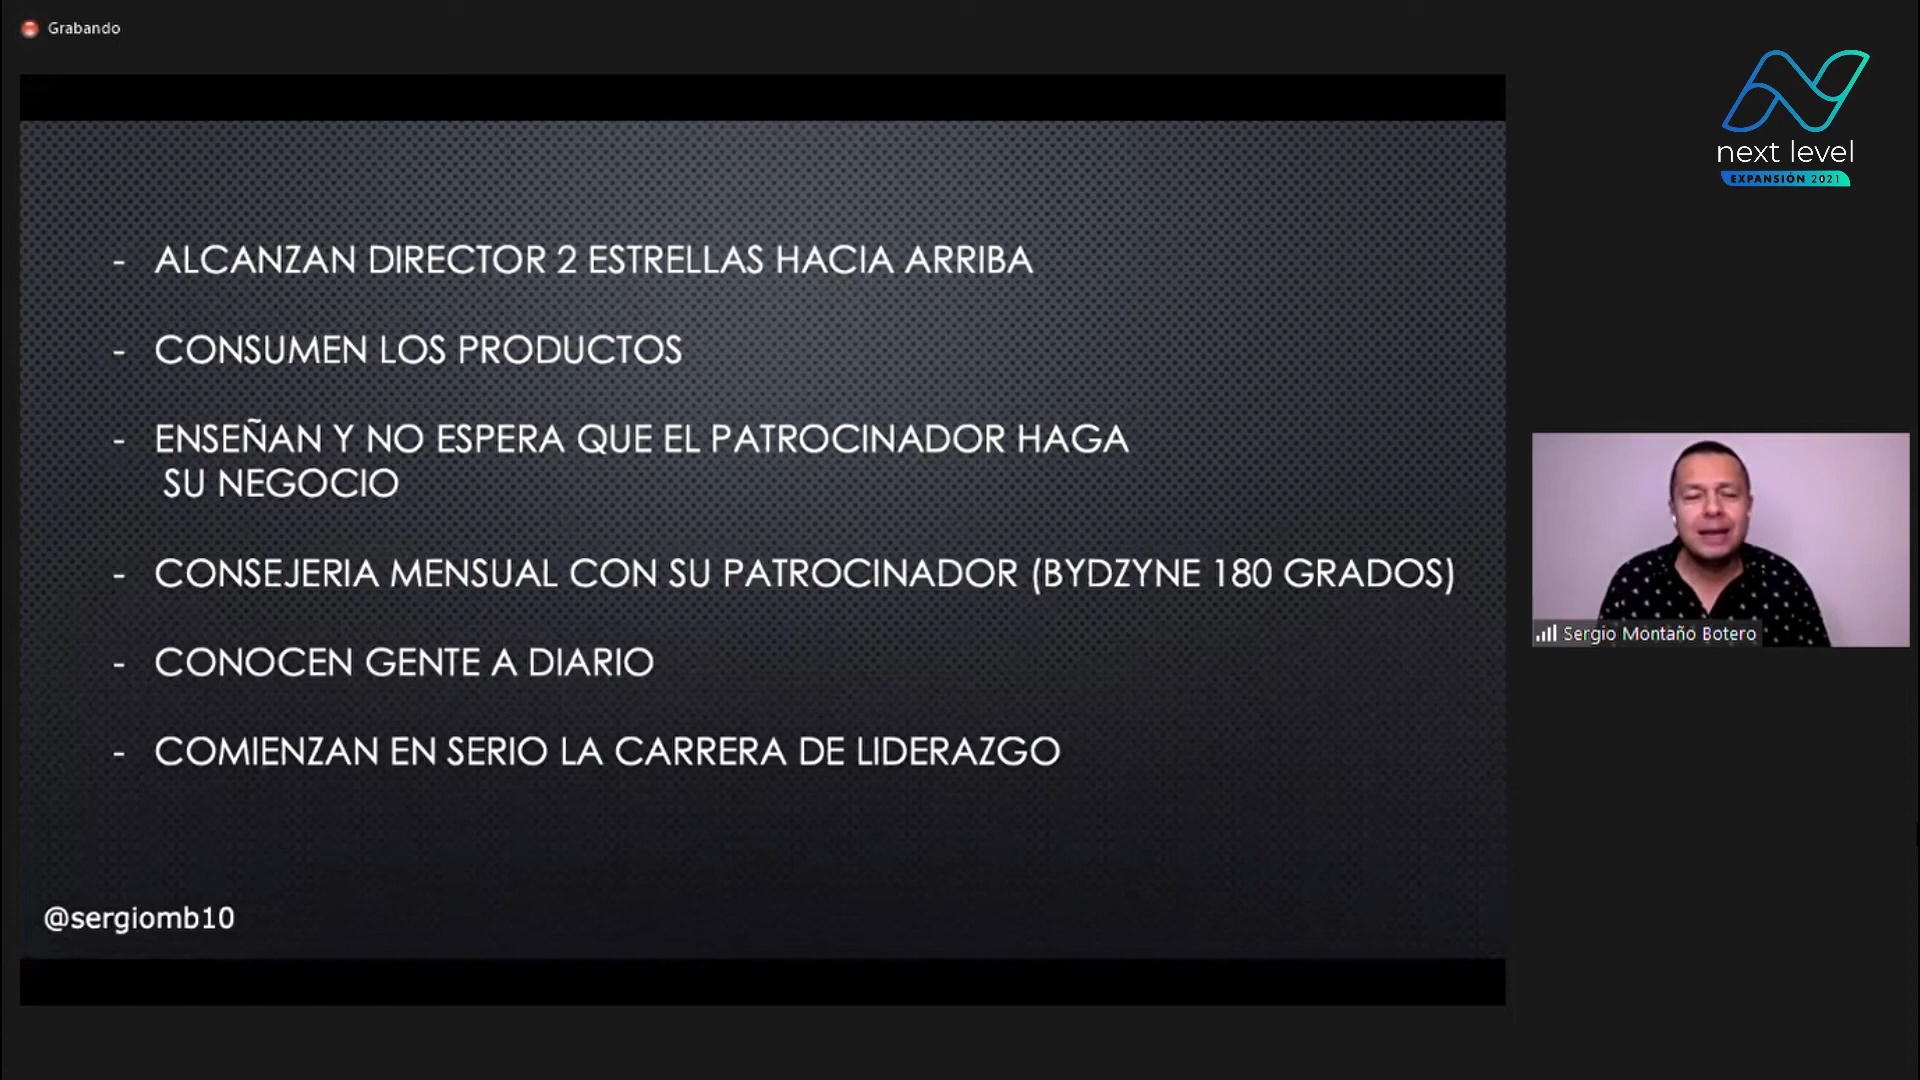 Grabando
next level
EXPANSIÓN 2021
- ALCANZAN DIRECTOR 2 ESTRELLAS HACIA ARRIBA
- CONSUMEN LOS PRODUCTOS
- ENSEÑAN Y NO ESPERA QUE EL PATROCINADOR HAGA
SU NEGOCIO
- CONSEJERIA MENSUAL CON SU PATROCINADOR (BYDZYNE 180 GRADOS)
- CONOCEN GENTE A DIARIO
- COMIENZAN EN SERIO LA CARRERA DE LIDERAZGO
Sergio Montaño Botero
@sergiomb10